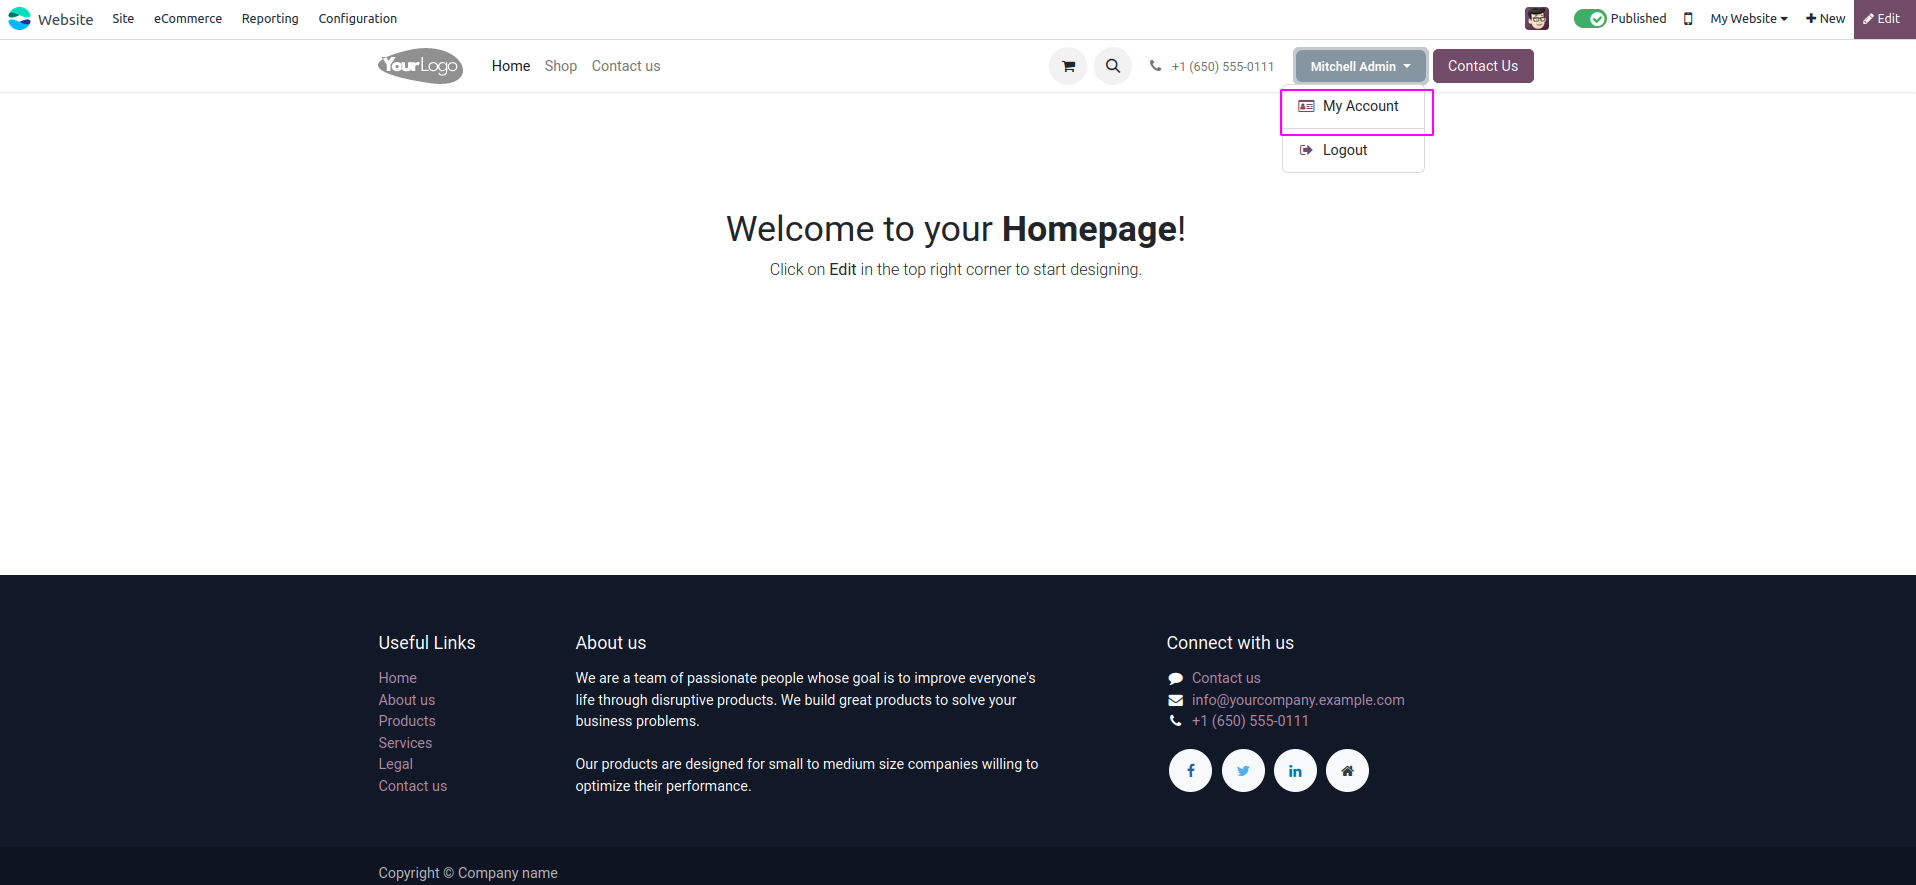 Website Site eCommerce Reporting Configuration Published My Website New Edit
YourLogo Home Shop Contact us +1 (650) 555-0111 Mitchell Admin Contact Us
My Account
Logout
Welcome to your Homepage!
Click on Edit in the top right corner to start designing.
Useful Links
Home
About us
Products
Services
Legal
Contact us
About us
We are a team of passionate people whose goal is to improve everyone's
life through disruptive products. We build great products to solve your
business problems.
Our products are designed for small to medium size companies willing to
optimize their performance.
Connect with us
Contact us
info@yourcompany.example.com
+1 (650) 555-0111
Copyright © Company name